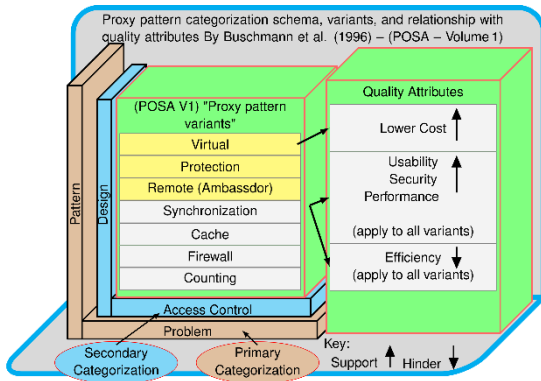 Proxy pattern categorization schema, variants, and relationship with
quality attributes By Buschmann et al. (1996) – (POSA – Volume 1)
Pattern
Design
(POSA V1) "Proxy pattern
variants"
Virtual
Protection
Remote (Ambassdor)
Synchronization
Cache
Firewall
Counting
Quality Attributes
Lower Cost
Usability
Security
Performance
(apply to all variants)
Efficiency
(apply to all variants)
Access Control
Problem
Secondary
Categorization
Primary
Categorization
Key:
Support
Hinder